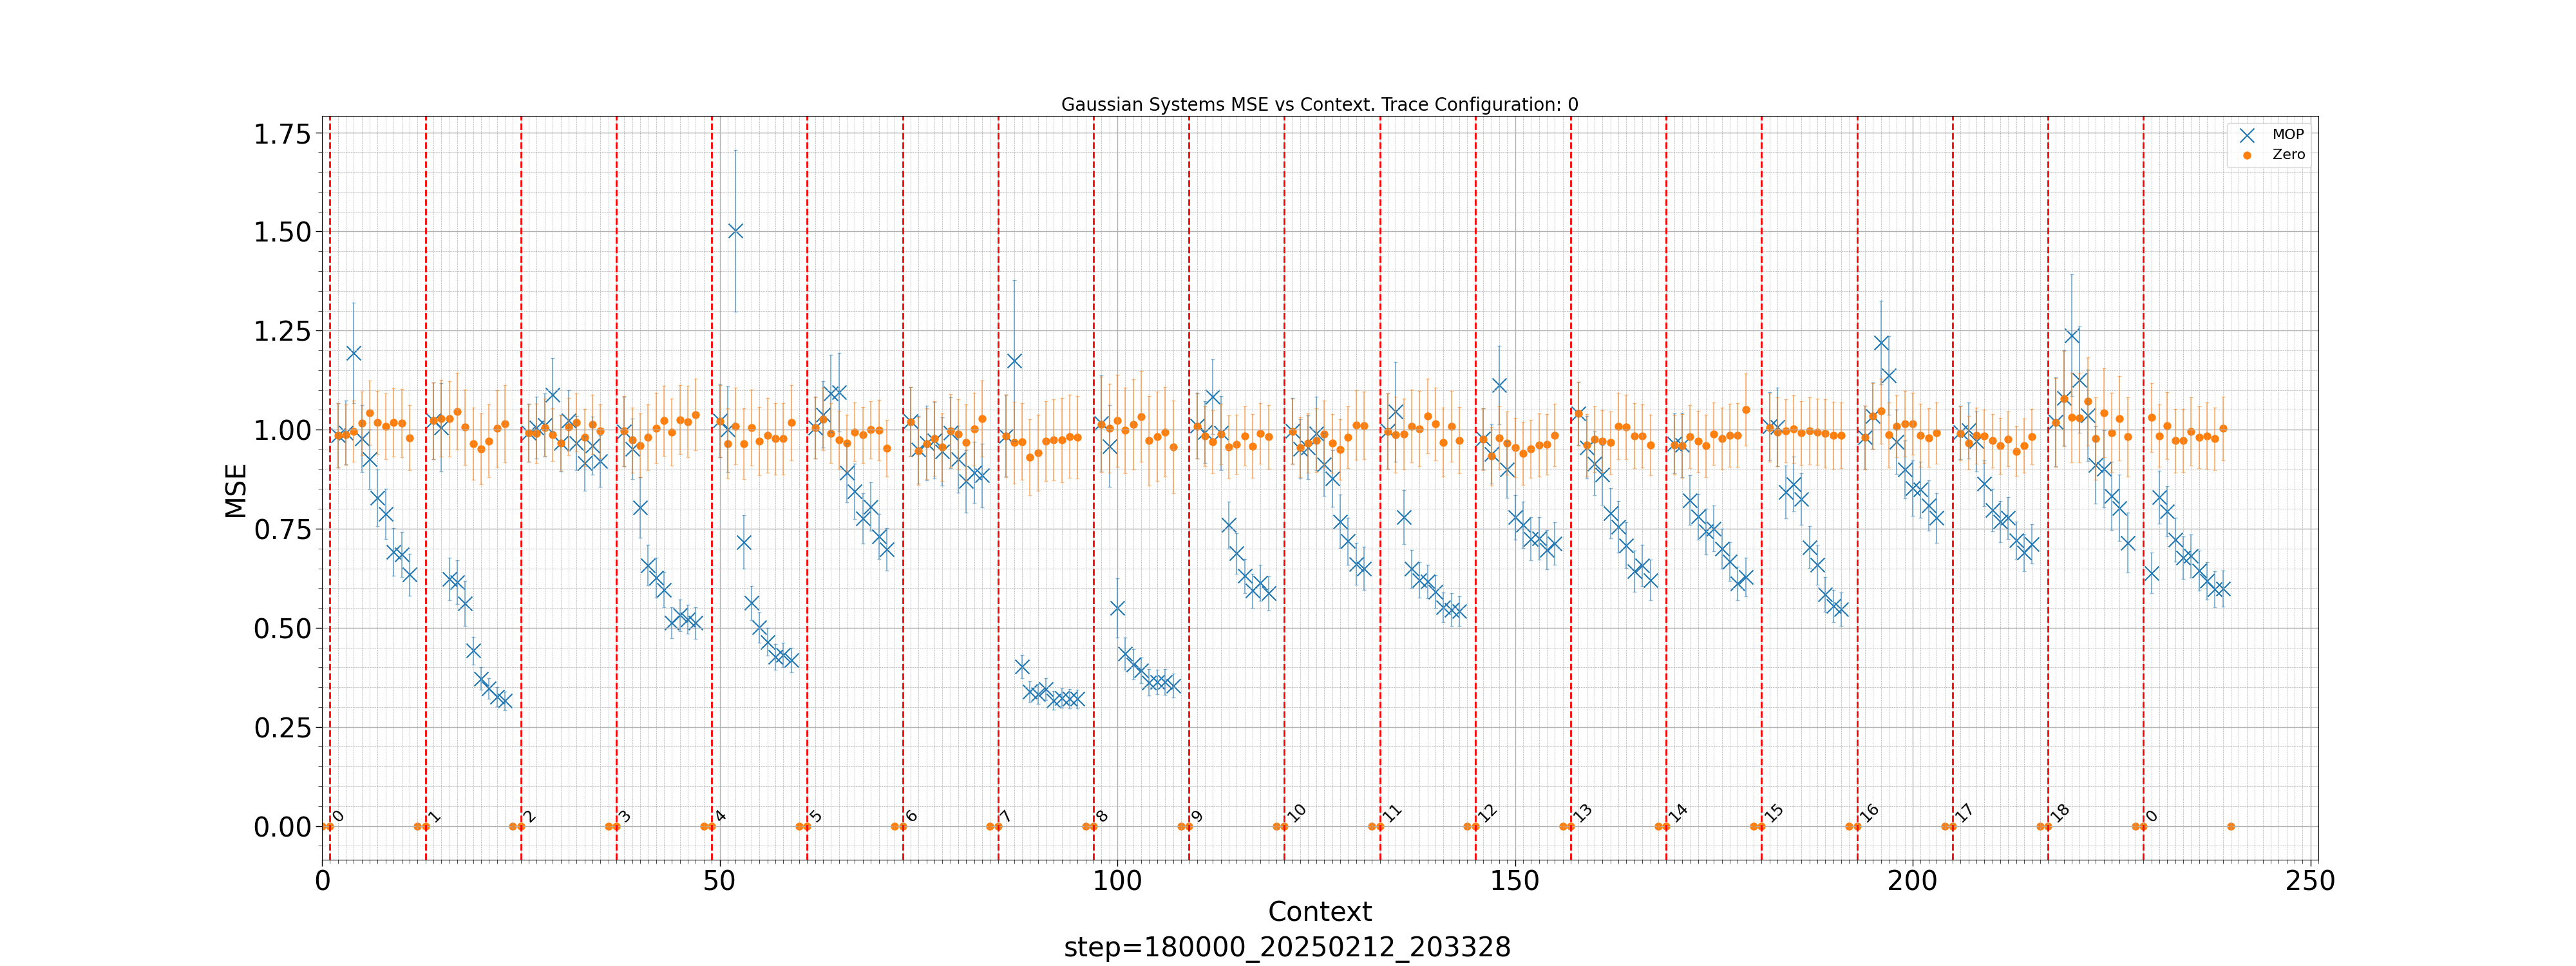 Gaussian Systems MSE vs Context. Trace Configuration: 0
MOP
Zero
MSE
1.75
1.50
1.25
1.00
0.75
0.50
0.25
0.00
0 1 2 3 4 5 6 7 8 9 10 11 12 13 14 15 16 17 18 0
0 50 100 150 200 250
Context
step=180000_20250212_203328